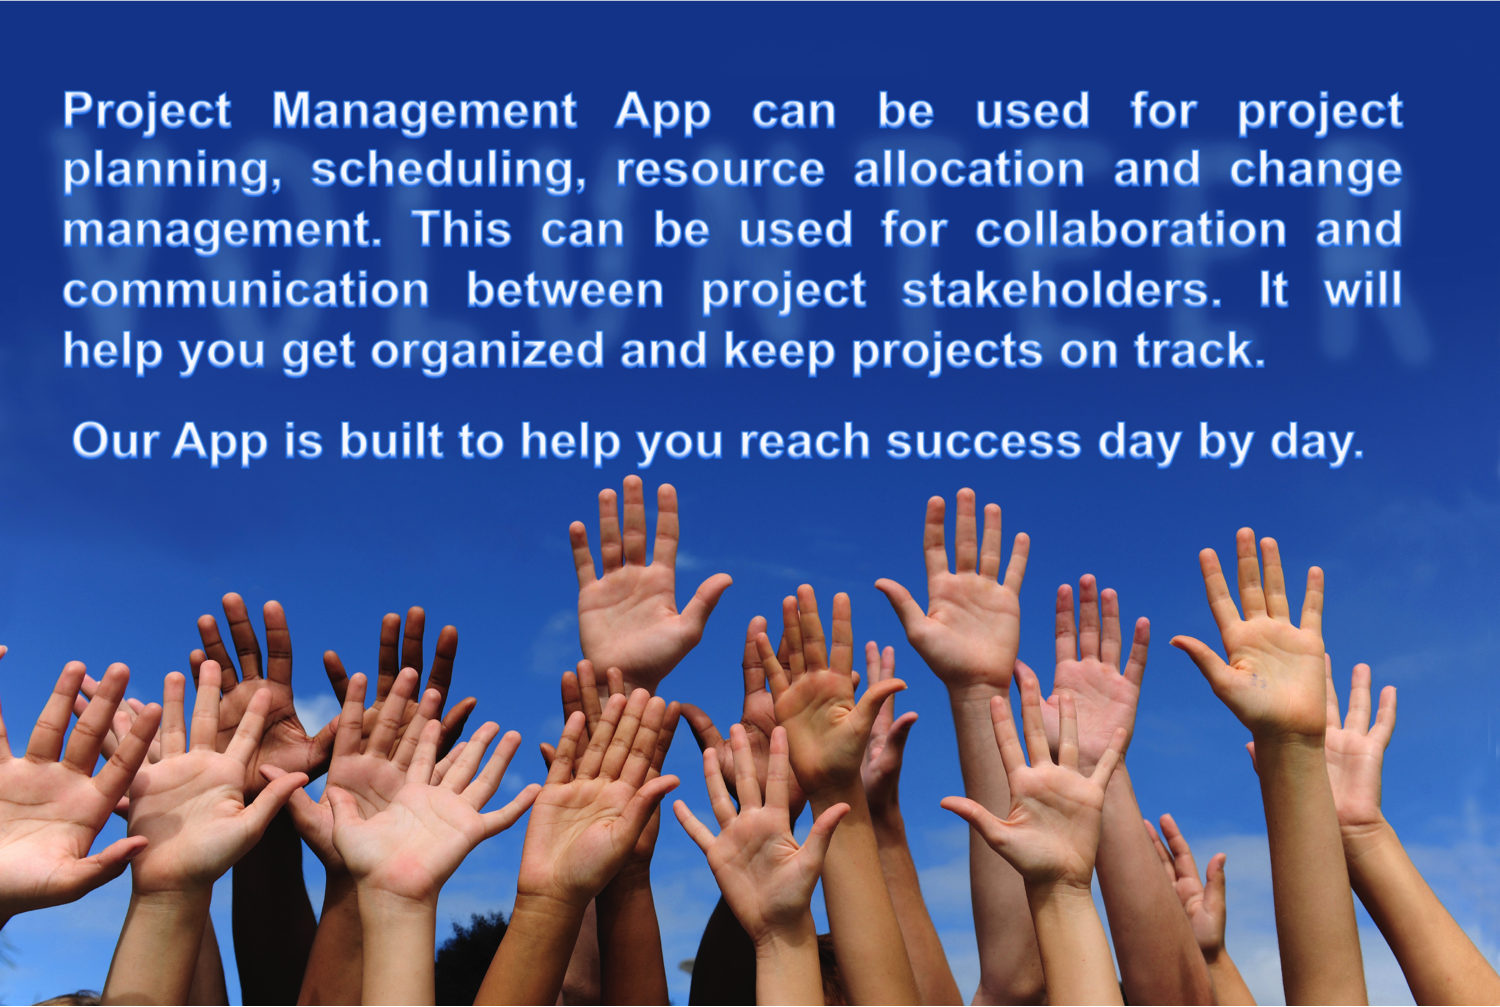 Project Management App can be used for project
planning, scheduling, resource allocation and change
management. This can be used for collaboration and
communication between project stakeholders. It will
help you get organized and keep projects on track.
Our App is built to help you reach success day by day.
VOLUNTEER